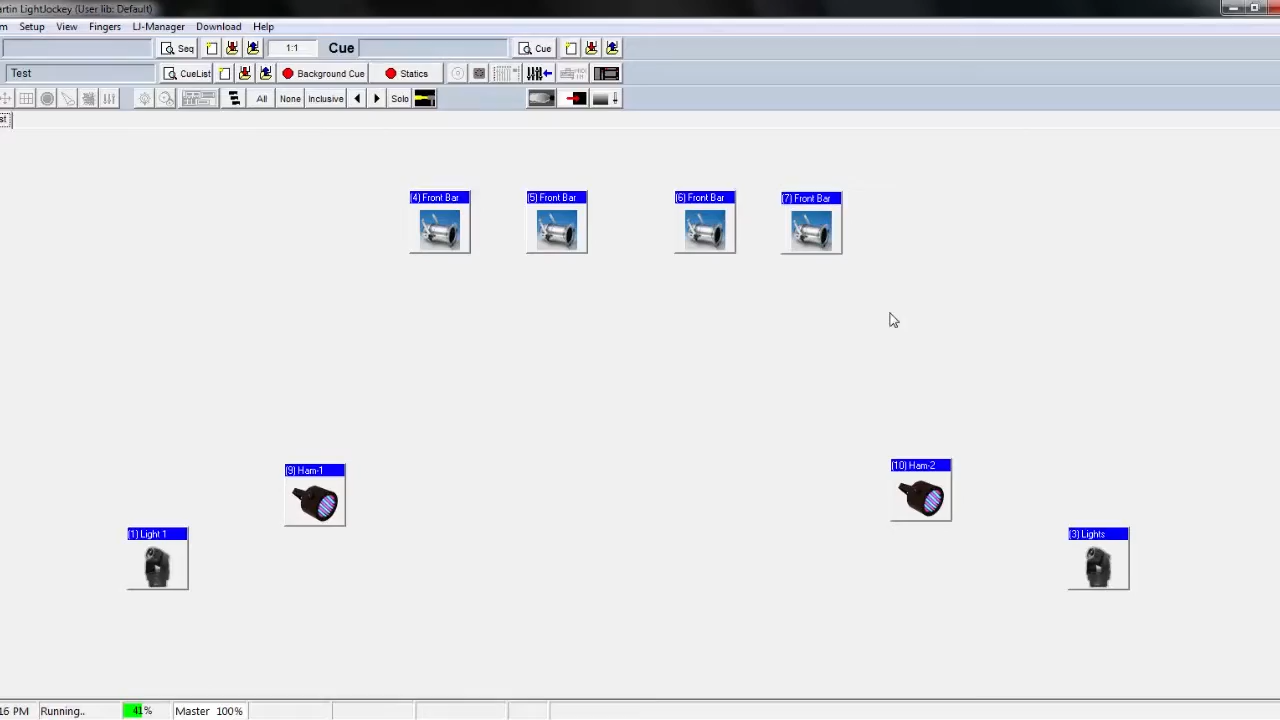 artin LightJockey (User lib: Default)
m Setup View Fingers LJ-Manager Download Help
Seq 1:1 Cue Cue
Test CueList Background Cue Statics
All None Inclusive Solo
st
(4) Front Bar (5) Front Bar (6) Front Bar (7) Front Bar
(9) Ham-1 (10) Ham-2
(1) Light 1 (3) Lights
16 PM Running.. 41% Master 100%